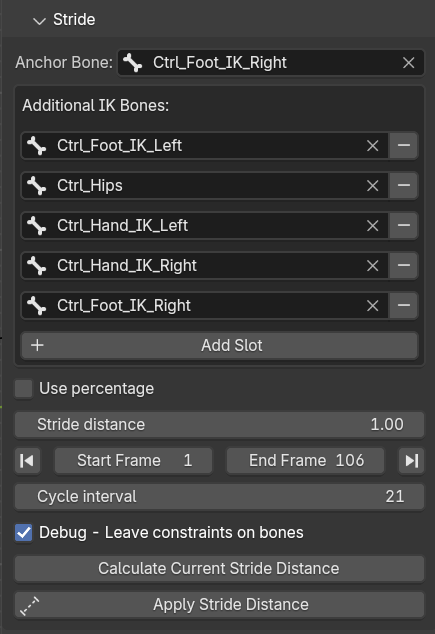 Stride
Anchor Bone: Ctrl_Foot_IK_Right
Additional IK Bones:
Ctrl_Foot_IK_Left
Ctrl_Hips
Ctrl_Hand_IK_Left
Ctrl_Hand_IK_Right
Ctrl_Foot_IK_Right
Add Slot
Use percentage
Stride distance 1.00
Start Frame 1 End Frame 106
Cycle interval 21
Debug - Leave constraints on bones
Calculate Current Stride Distance
Apply Stride Distance